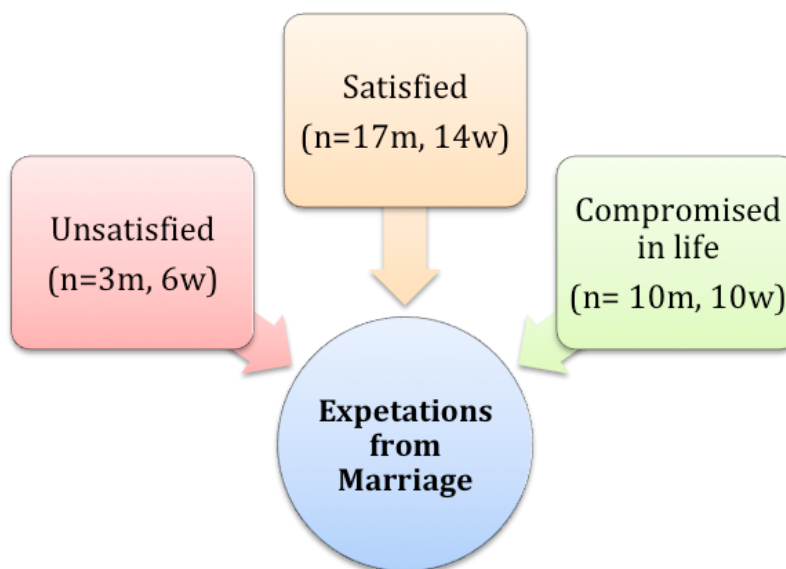 Satisfied
(n=17m, 14w)
Unsatisfied
(n=3m, 6w)
Compromised
in life
(n= 10m, 10w)
Expetations
from
Marriage